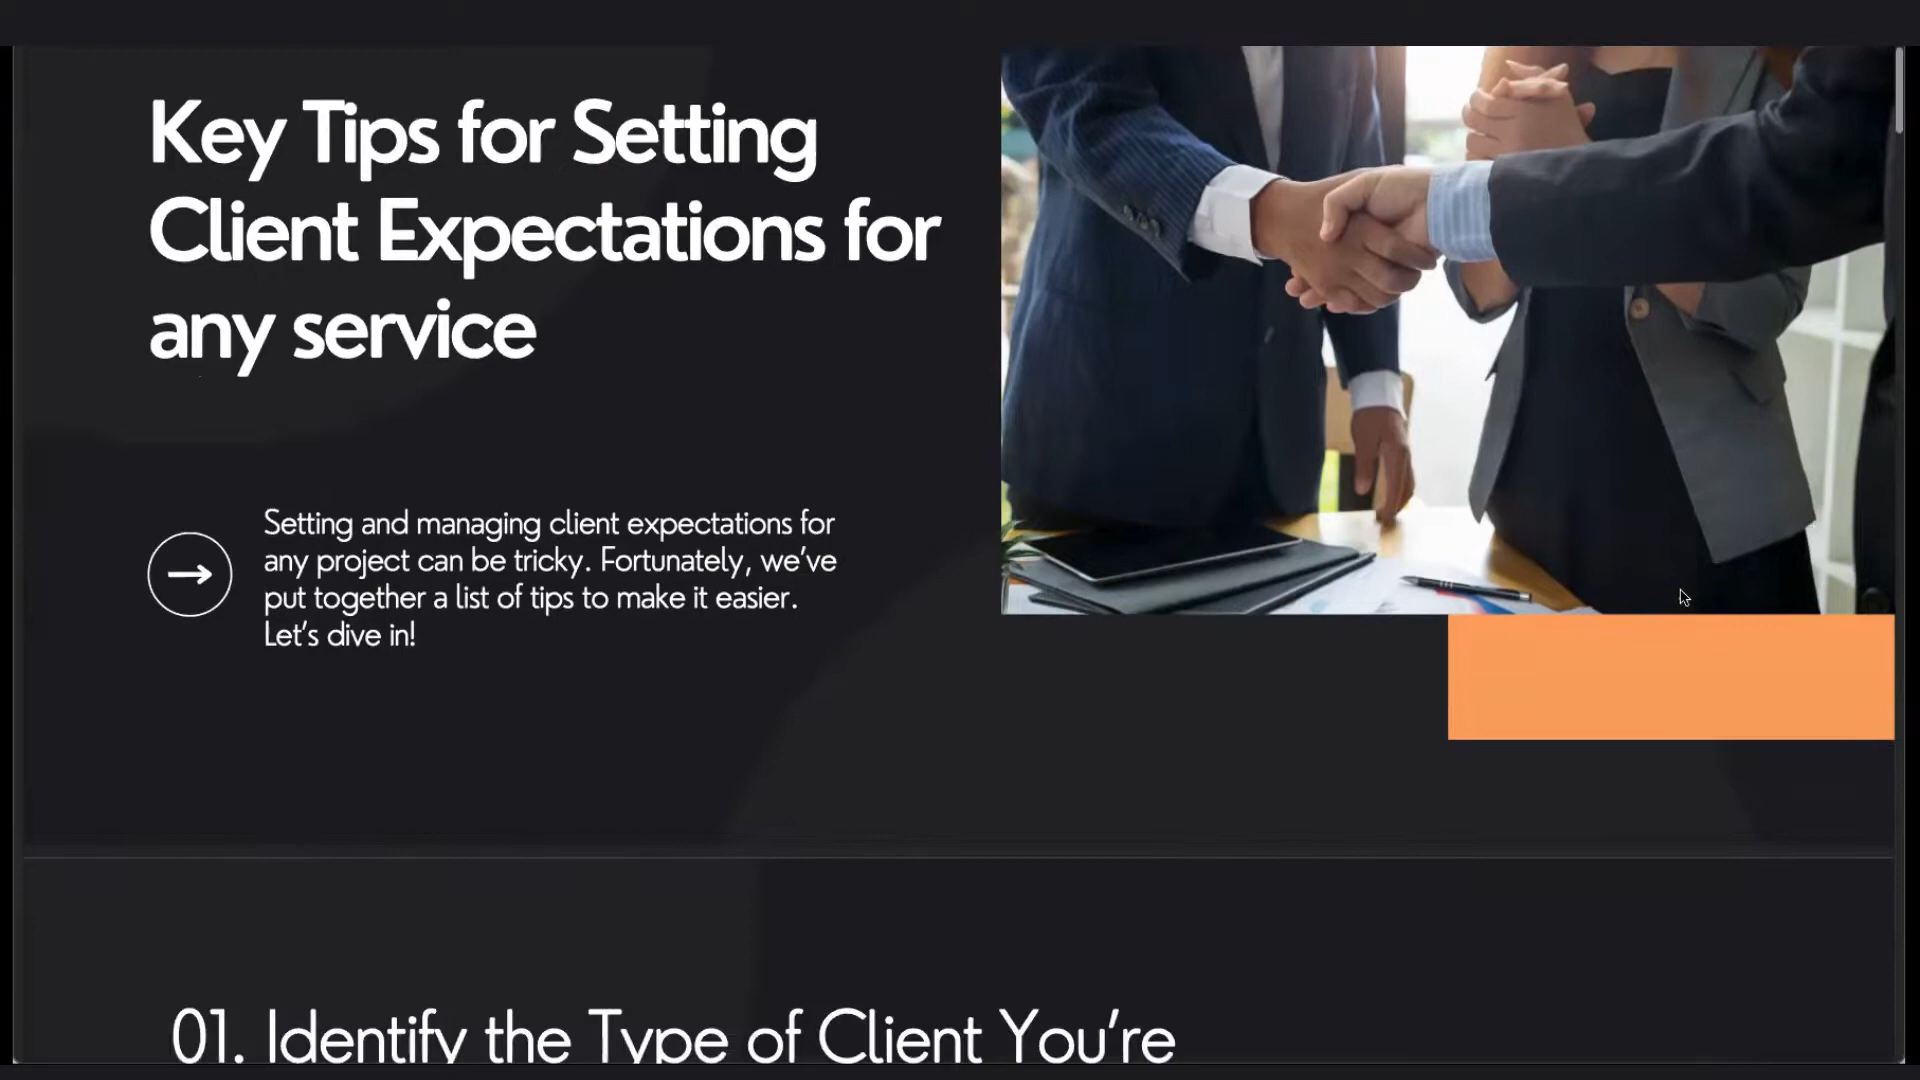 Key Tips for Setting
Client Expectations for
any service
Setting and managing client expectations for
any project can be tricky. Fortunately, we've
put together a list of tips to make it easier.
Let's dive in!
01. Identify the Type of Client You're